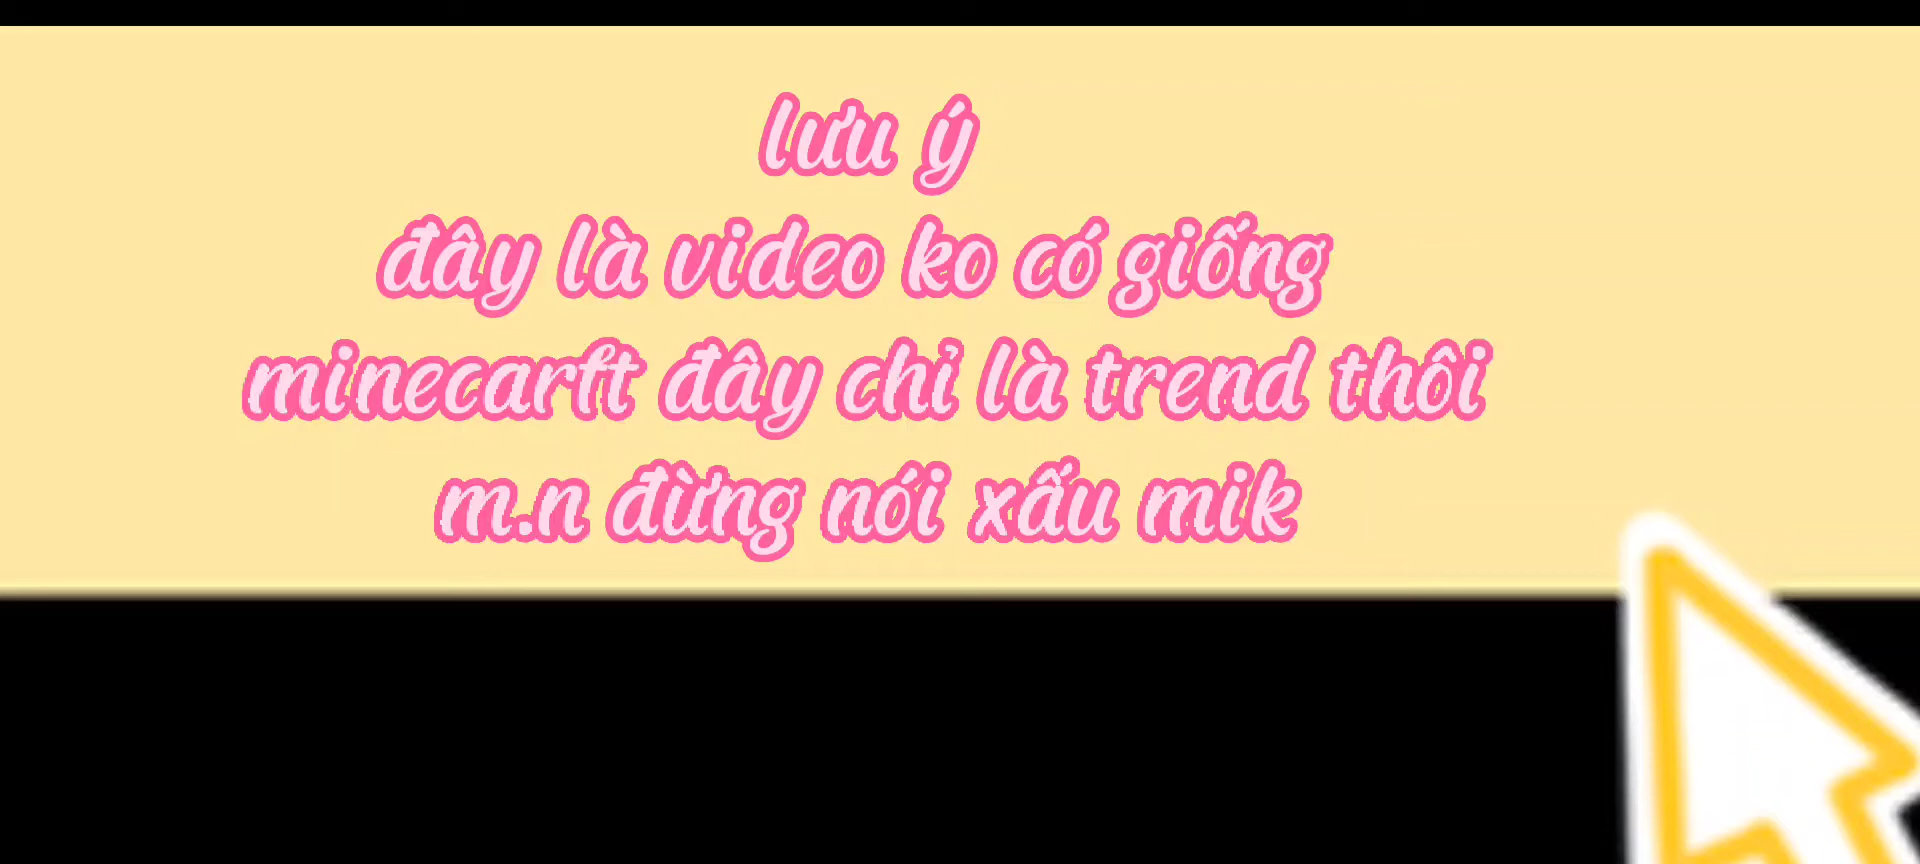 lưu ý
đây là video ko có giống
minecarft đây chỉ là trend thôi
m.n đừng nói xấu mik